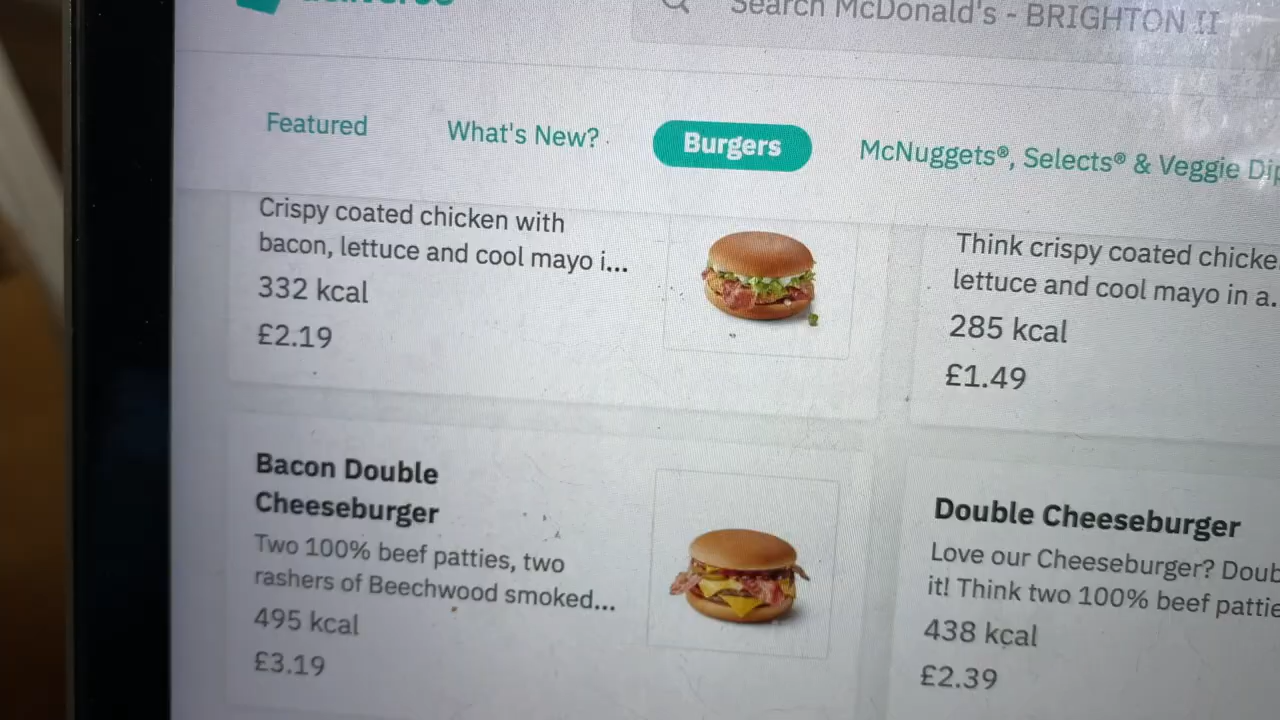 Search McDonald's - BRIGHTON II
Featured
What's New?
Burgers
McNuggets®, Selects® & Veggie Dip
Crispy coated chicken with
bacon, lettuce and cool mayo i...
332 kcal
£2.19
Think crispy coated chicke
lettuce and cool mayo in a.
285 kcal
£1.49
Bacon Double
Cheeseburger
Two 100% beef patties, two
rashers of Beechwood smoked...
495 kcal
£3.19
Double Cheeseburger
Love our Cheeseburger? Doub
it! Think two 100% beef pattie
438 kcal
£2.39